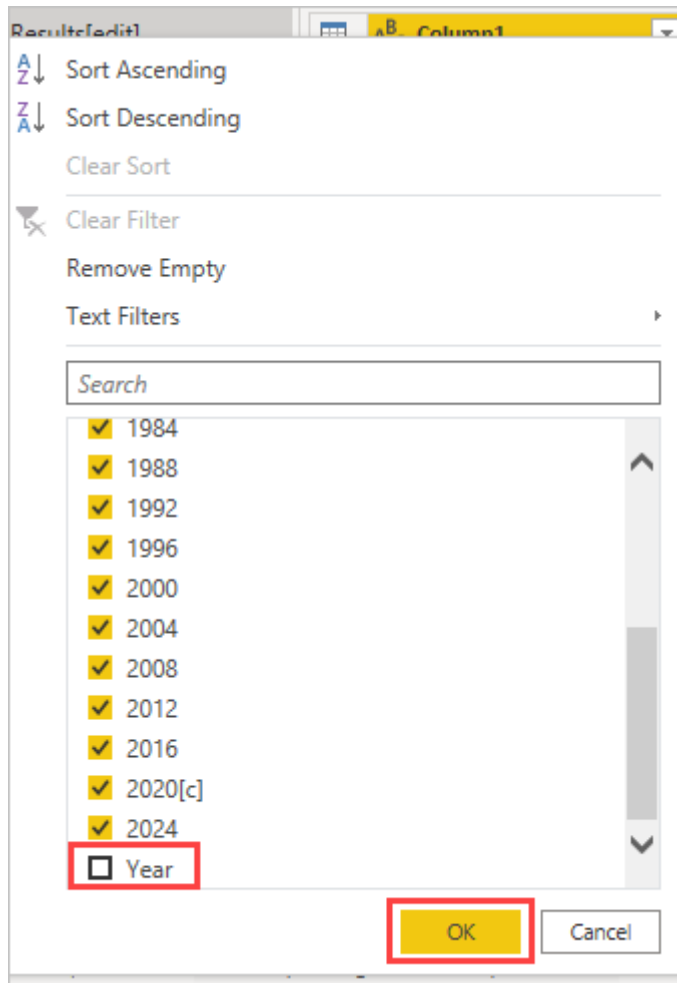 Results[edit]
ABC Column1
A
Z
Sort Ascending
Z
A
Sort Descending
Clear Sort
Clear Filter
Remove Empty
Text Filters
Search
1984
1988
1992
1996
2000
2004
2008
2012
2016
2020[c]
2024
Year
OK Cancel